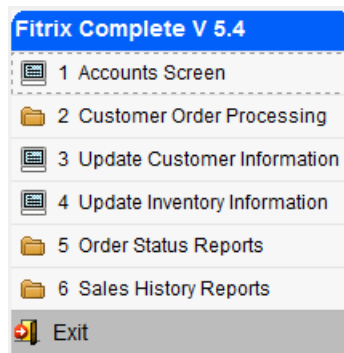 Fitrix Complete V 5.4
1 Accounts Screen
2 Customer Order Processing
3 Update Customer Information
4 Update Inventory Information
5 Order Status Reports
6 Sales History Reports
Exit